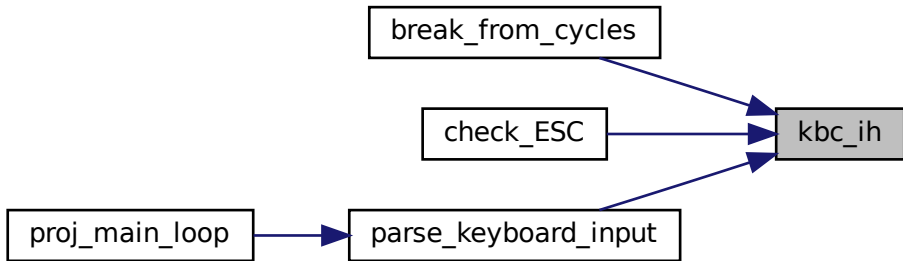 break_from_cycles
check_ESC
kbc_ih
proj_main_loop
parse_keyboard_input